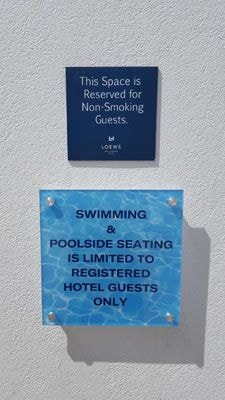 This Space is
Reserved for
Non-Smoking
Guests.
LOEWS
SWIMMING
&
POOLSIDE SEATING
IS LIMITED TO
REGISTERED
HOTEL GUESTS
ONLY